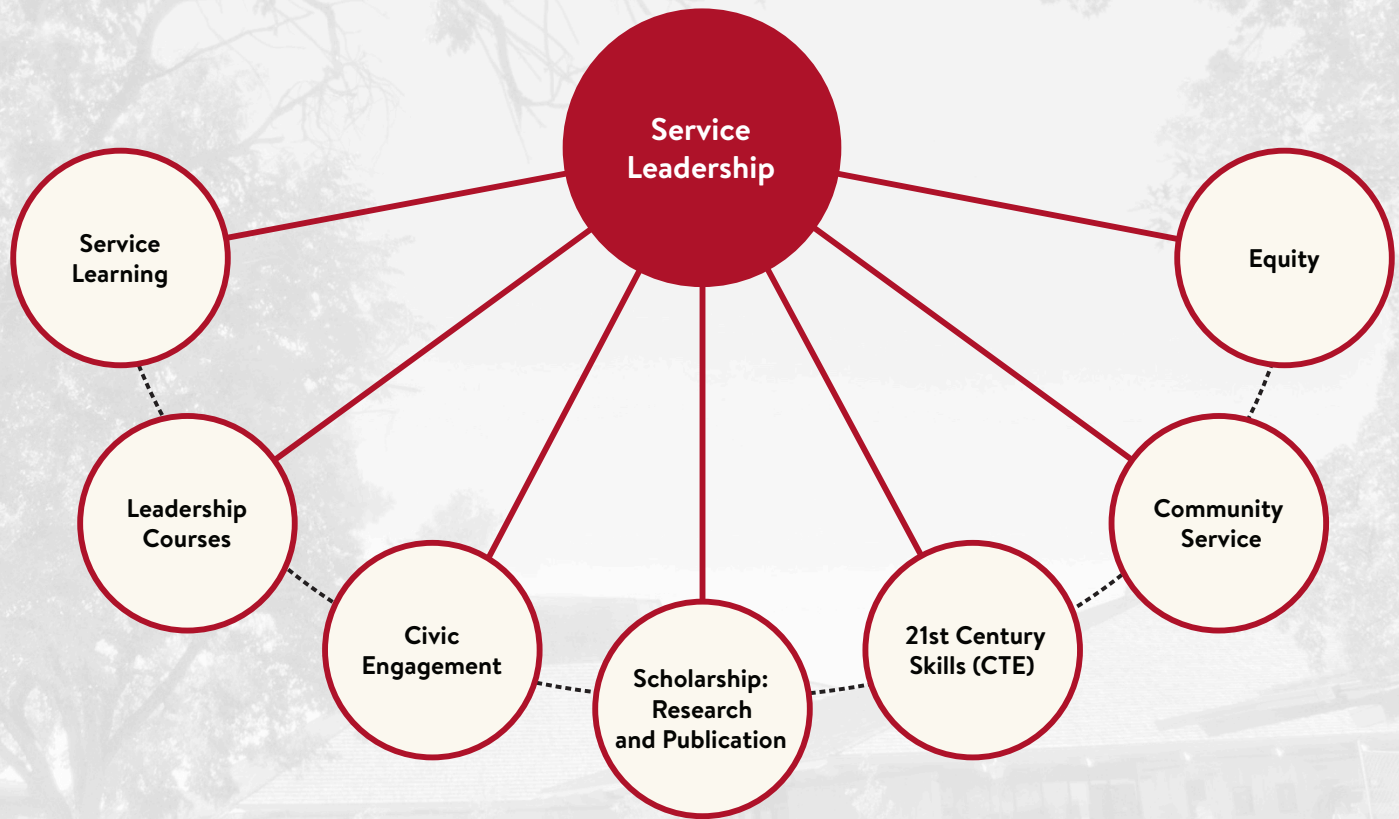 Service
Leadership
Service
Learning
Equity
Leadership
Courses
Community
Service
Civic
Engagement
21st Century
Skills (CTE)
Scholarship:
Research
and Publication